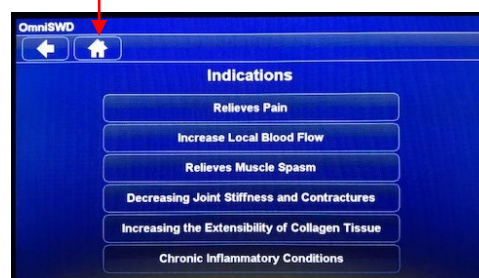 OmniSWD
Indications
Relieves Pain
Increase Local Blood Flow
Relieves Muscle Spasm
Decreasing Joint Stiffness and Contractures
Increasing the Extensibility of Collagen Tissue
Chronic Inflammatory Conditions